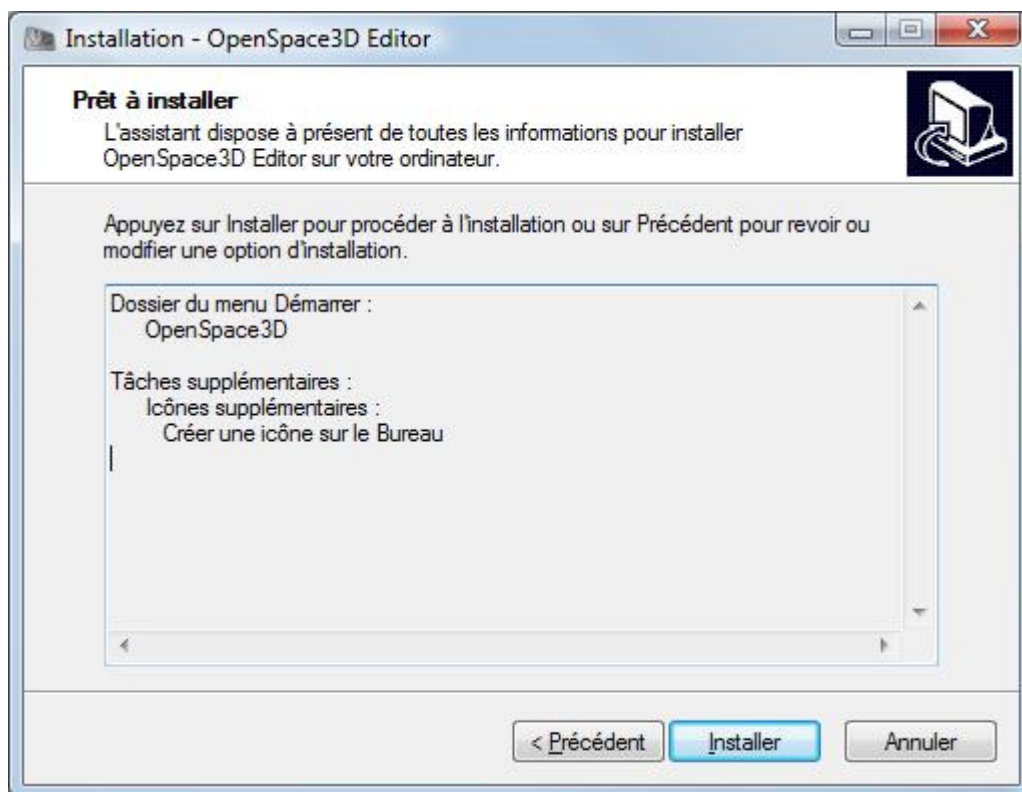 Installation - OpenSpace3D Editor
Prêt à installer
L'assistant dispose à présent de toutes les informations pour installer
OpenSpace3D Editor sur votre ordinateur.
Appuyez sur Installer pour procéder à l'installation ou sur Précédent pour revoir ou
modifier une option d'installation.
Dossier du menu Démarrer :
OpenSpace3D
Tâches supplémentaires :
Icônes supplémentaires :
Créer une icône sur le Bureau
< Précédent
Installer
Annuler